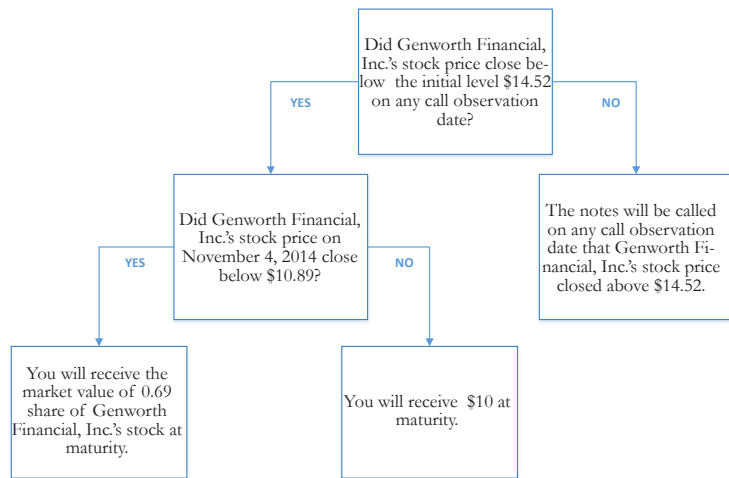 Did Genworth Financial,
Inc.'s stock price close be-
low the initial level $14.52
on any call observation
date?
YES
NO
Did Genworth Financial,
Inc.'s stock price on
November 4, 2014 close
below $10.89?
The notes will be called
on any call observation
date that Genworth Fi-
nancial, Inc.'s stock price
closed above $14.52.
YES
NO
You will receive the
market value of 0.69
share of Genworth
Financial, Inc.'s stock at
maturity.
You will receive $10 at
maturity.